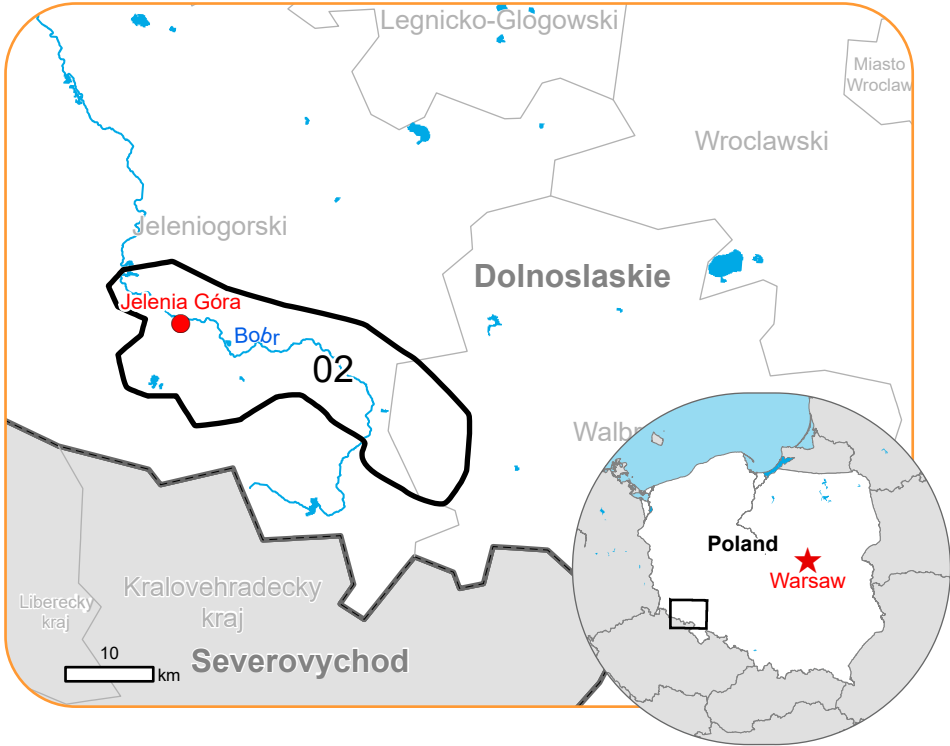 Legnicko-Glogowski
Miasto
Wroclaw
Wroclawski
Jeleniogorski
Dolnoslaskie
Jelenia Góra
Bobr
02
Walbr
Poland
Warsaw
Kralovehradecky
kraj
Liberecky
kraj
Severovychod
10
km